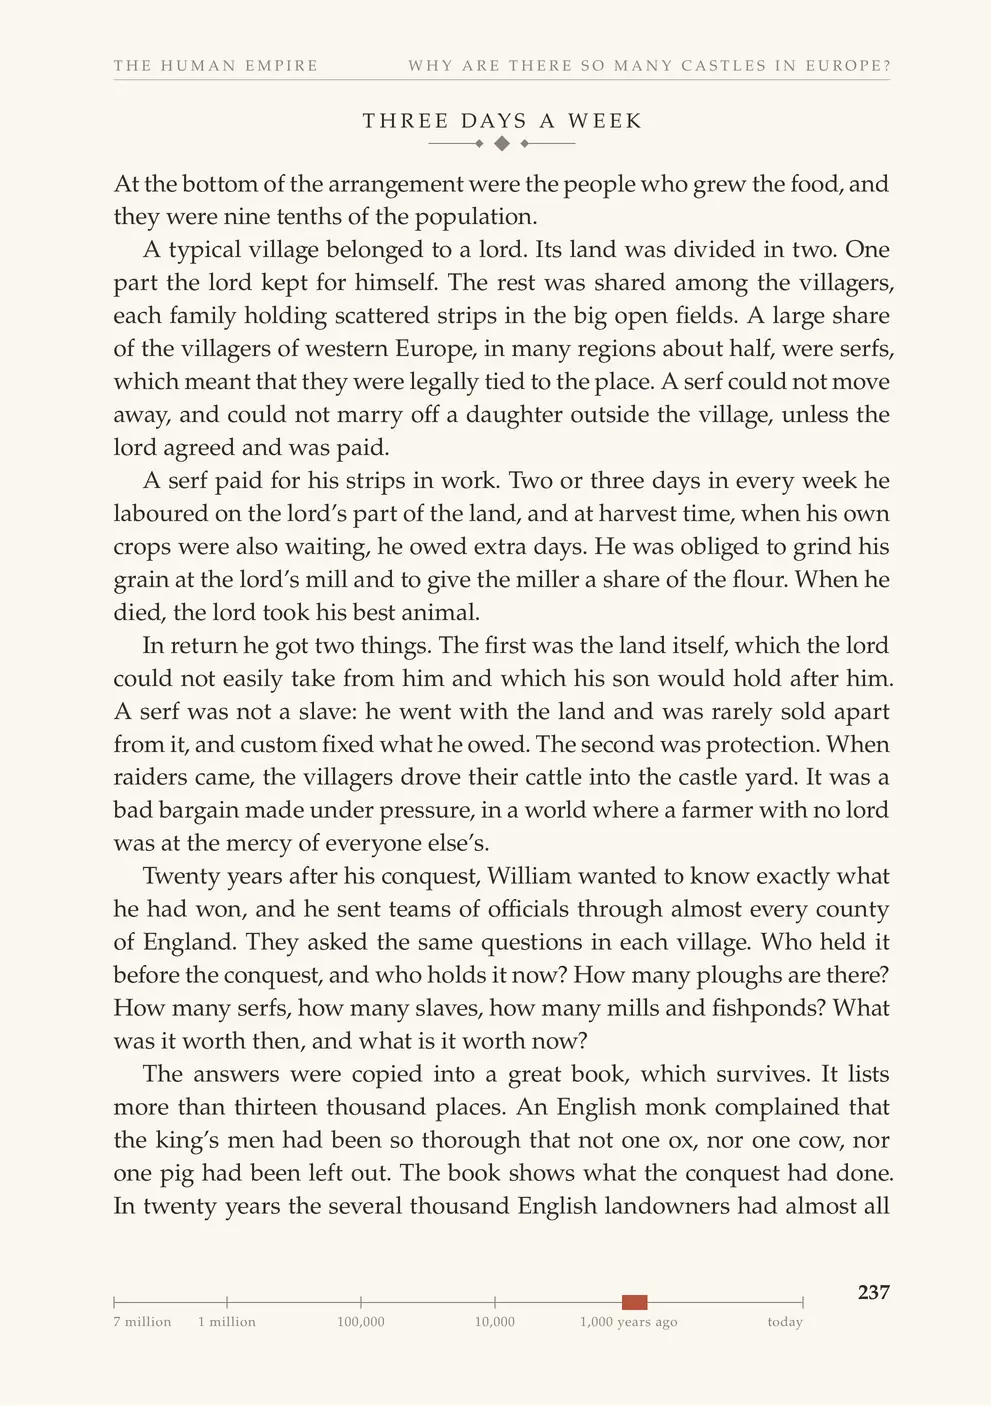 THE HUMAN EMPIRE
WHY ARE THERE SO MANY CASTLES IN EUROPE?
THREE DAYS A WEEK
At the bottom of the arrangement were the people who grew the food, and
they were nine tenths of the population.
A typical village belonged to a lord. Its land was divided in two. One
part the lord kept for himself. The rest was shared among the villagers,
each family holding scattered strips in the big open fields. A large share
of the villagers of western Europe, in many regions about half, were serfs,
which meant that they were legally tied to the place. A serf could not move
away, and could not marry off a daughter outside the village, unless the
lord agreed and was paid.
A serf paid for his strips in work. Two or three days in every week he
laboured on the lord’s part of the land, and at harvest time, when his own
crops were also waiting, he owed extra days. He was obliged to grind his
grain at the lord’s mill and to give the miller a share of the flour. When he
died, the lord took his best animal.
In return he got two things. The first was the land itself, which the lord
could not easily take from him and which his son would hold after him.
A serf was not a slave: he went with the land and was rarely sold apart
from it, and custom fixed what he owed. The second was protection. When
raiders came, the villagers drove their cattle into the castle yard. It was a
bad bargain made under pressure, in a world where a farmer with no lord
was at the mercy of everyone else’s.
Twenty years after his conquest, William wanted to know exactly what
he had won, and he sent teams of officials through almost every county
of England. They asked the same questions in each village. Who held it
before the conquest, and who holds it now? How many ploughs are there?
How many serfs, how many slaves, how many mills and fishponds? What
was it worth then, and what is it worth now?
The answers were copied into a great book, which survives. It lists
more than thirteen thousand places. An English monk complained that
the king’s men had been so thorough that not one ox, nor one cow, nor
one pig had been left out. The book shows what the conquest had done.
In twenty years the several thousand English landowners had almost all
237
7 million 1 million 100,000 10,000 1,000 years ago today